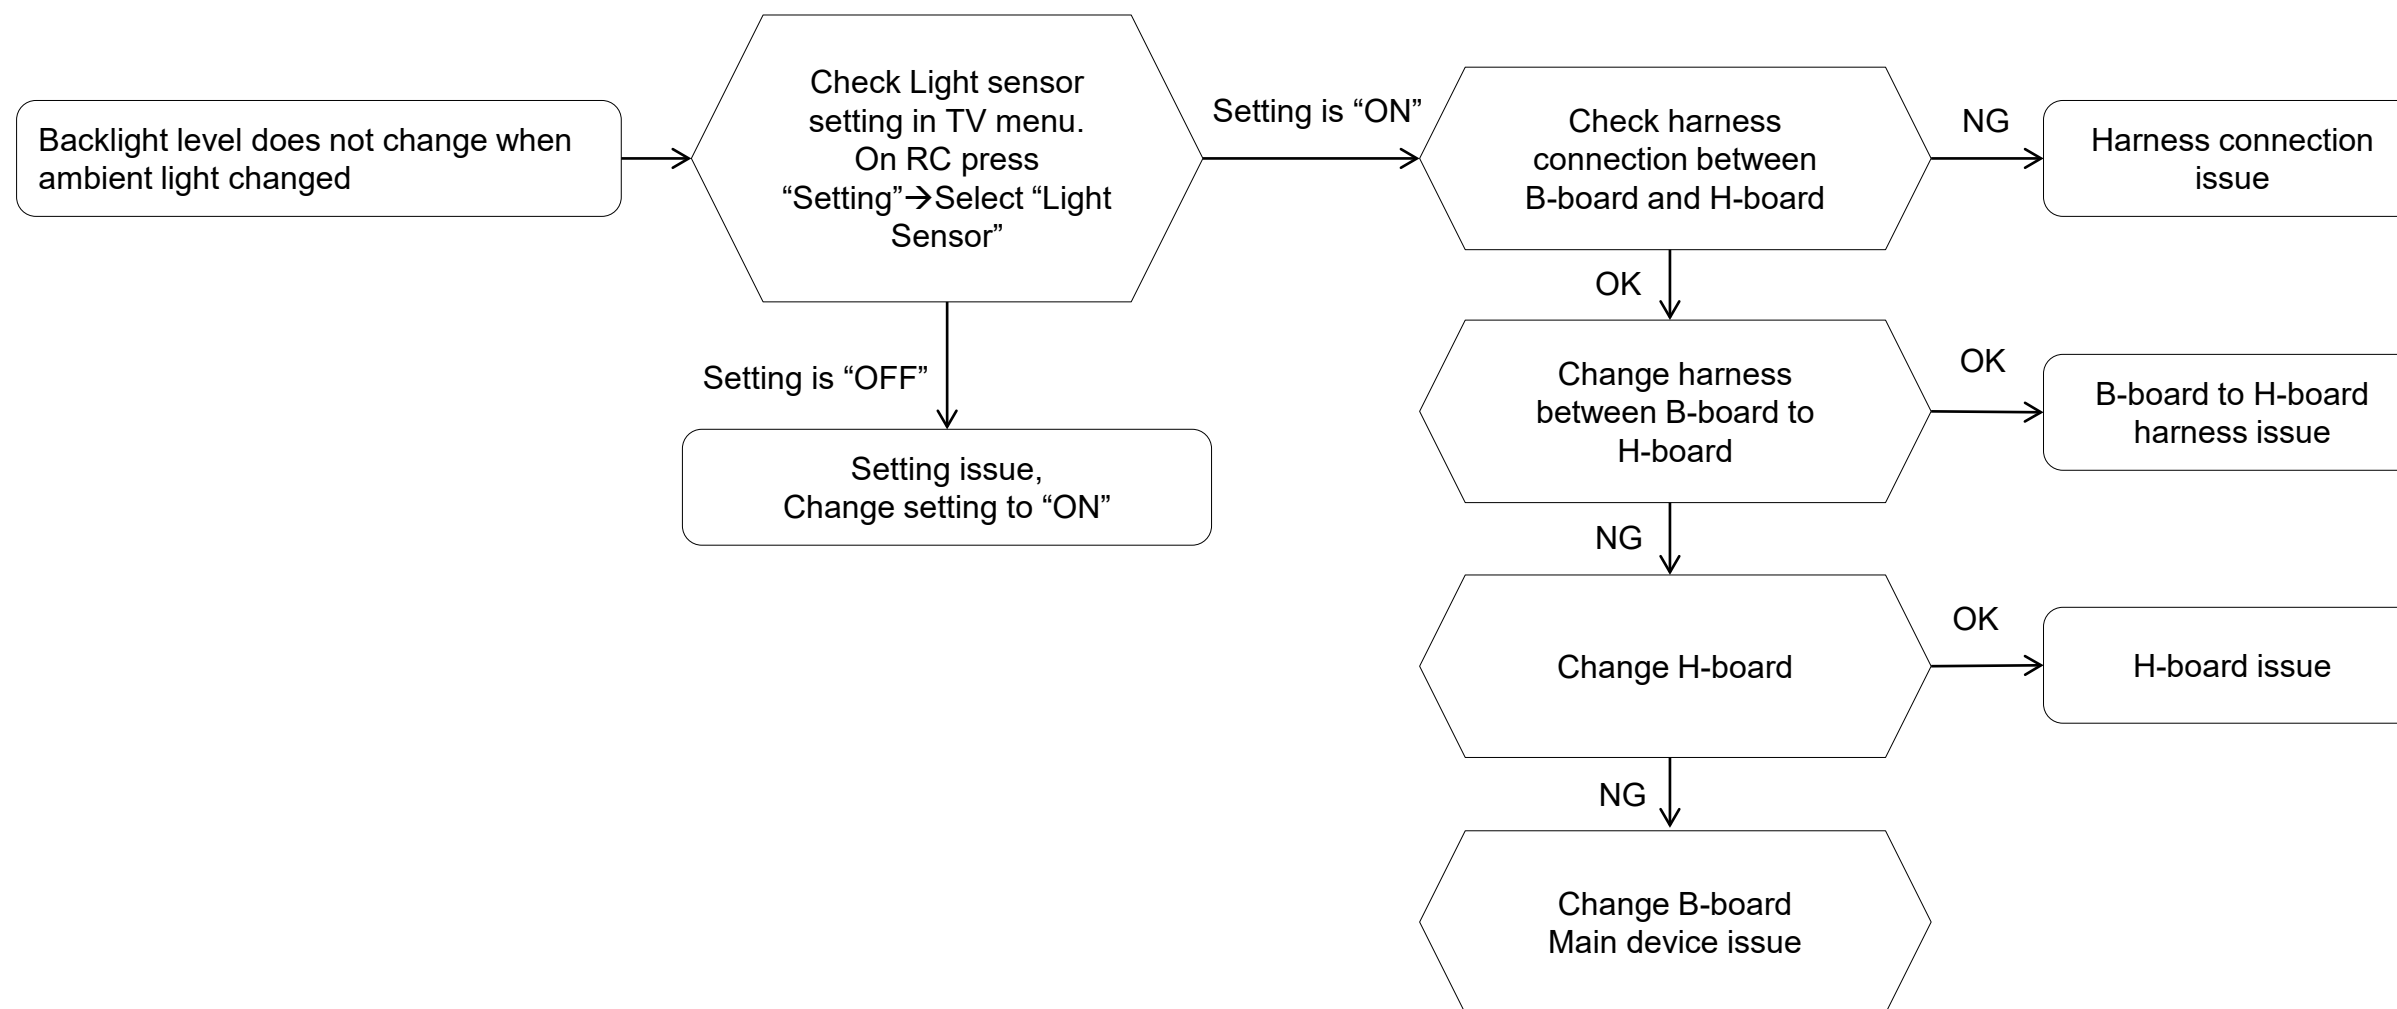 Backlight level does not change when
ambient light changed
Check Light sensor
setting in TV menu.
On RC press
“Setting”→Select “Light
Sensor”
Setting is “ON”
Check harness
connection between
B-board and H-board
NG
Harness connection
issue
OK
Setting is “OFF”
Setting issue,
Change setting to “ON”
Change harness
between B-board to
H-board
OK
B-board to H-board
harness issue
NG
Change H-board
OK
H-board issue
NG
Change B-board
Main device issue